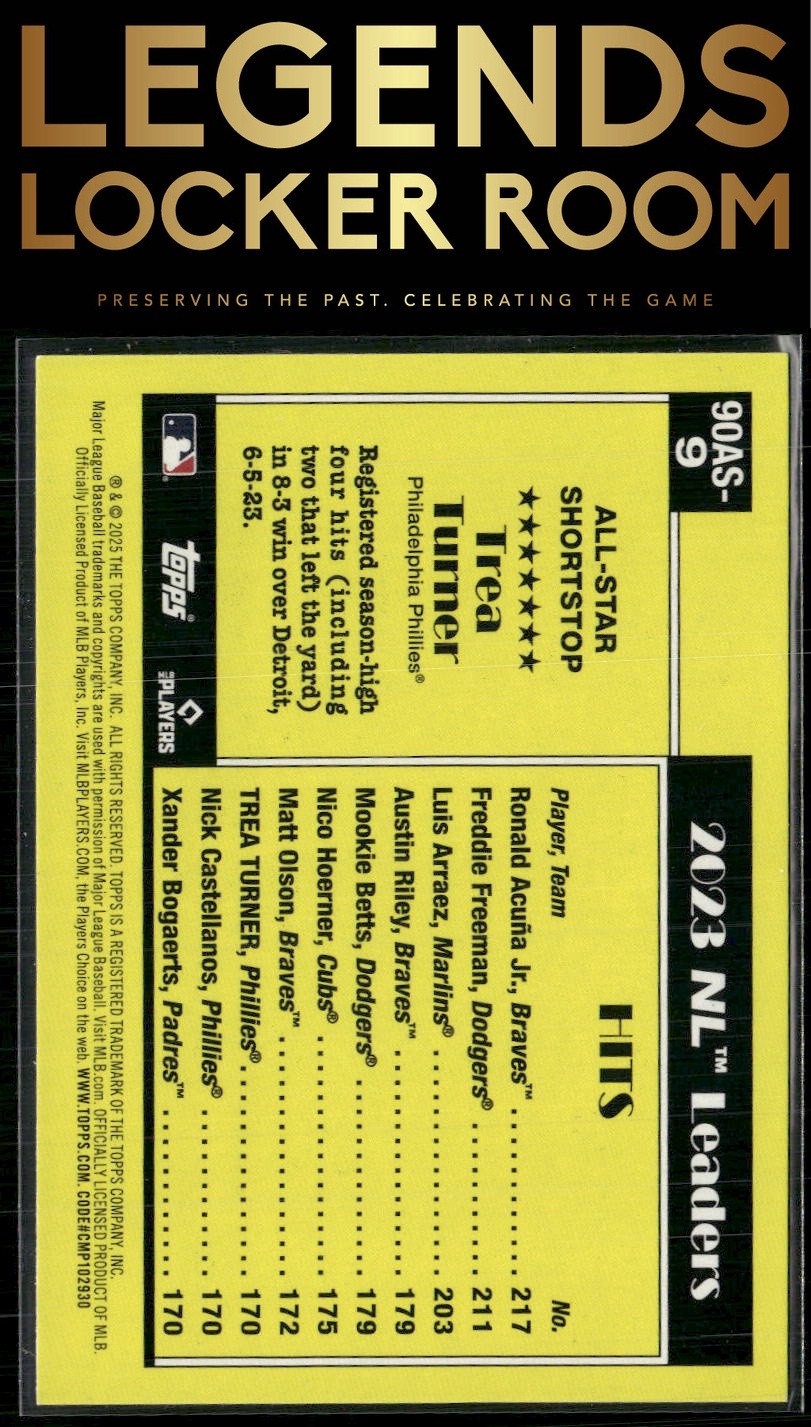 LEGENDS
LOCKER ROOM
PRESERVING THE PAST. CELEBRATING THE GAME
90AS-
9
ALL-STAR
SHORTSTOP
★★★★★★★
Trea
Turner
Philadelphia Phillies®
Registered season-high
four hits (including
two that left the yard)
in 8-3 win over Detroit,
6-5-23.
topps®
MLB
PLAYERS
2023 NL™ Leaders
HITS
Player, Team No.
Ronald Acuña Jr., Braves™ . . . . . . . . . . . . . 217
Freddie Freeman, Dodgers® . . . . . . . . . . . . 211
Luis Arraez, Marlins® . . . . . . . . . . . . . . . . . 203
Austin Riley, Braves™ . . . . . . . . . . . . . . . . . 179
Mookie Betts, Dodgers® . . . . . . . . . . . . . . . 179
Nico Hoerner, Cubs® . . . . . . . . . . . . . . . . . . 175
Matt Olson, Braves™ . . . . . . . . . . . . . . . . . . 172
TREA TURNER, Phillies® . . . . . . . . . . . . . . . 170
Nick Castellanos, Phillies® . . . . . . . . . . . . . 170
Xander Bogaerts, Padres™ . . . . . . . . . . . . . 170
® & © 2025 THE TOPPS COMPANY, INC. ALL RIGHTS RESERVED. TOPPS IS A REGISTERED TRADEMARK OF THE TOPPS COMPANY, INC.
Major League Baseball trademarks and copyrights are used with permission of Major League Baseball. Visit MLB.com. OFFICIALLY LICENSED PRODUCT OF MLB.
Officially Licensed Product of MLB Players, Inc. Visit MLBPLAYERS.COM, the Players Choice on the web. WWW.TOPPS.COM. CODE#CMP102930